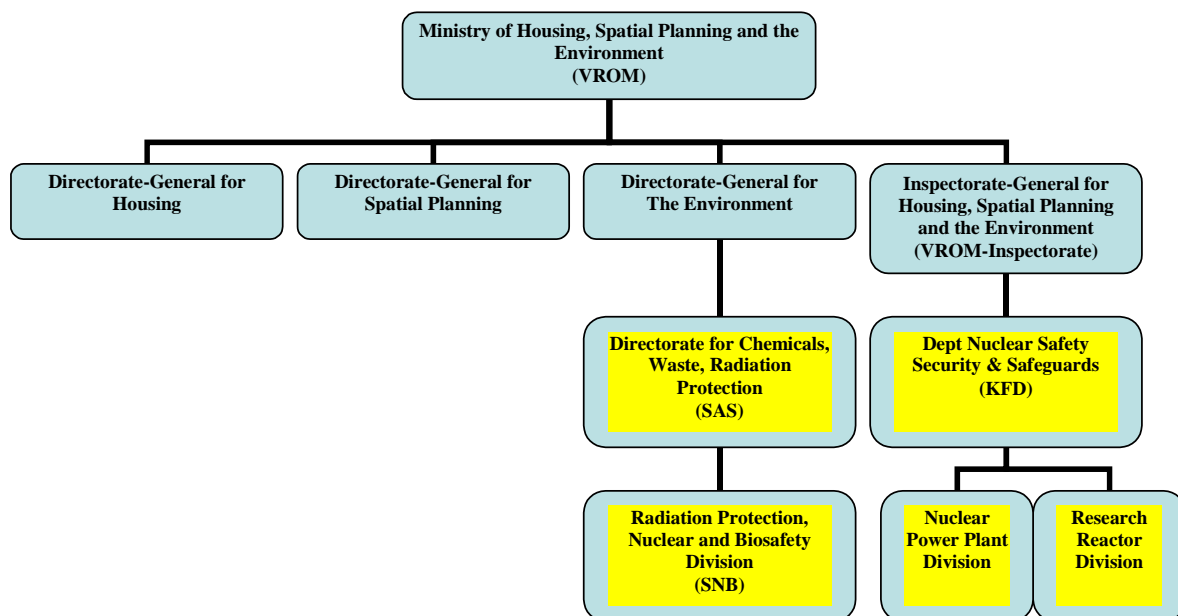 Ministry of Housing, Spatial Planning and the
Environment
(VROM)
Directorate-General for
Housing
Directorate-General for
Spatial Planning
Directorate-General for
The Environment
Inspectorate-General for
Housing, Spatial Planning
and the Environment
(VROM-Inspectorate)
Directorate for Chemicals,
Waste, Radiation
Protection
(SAS)
Dept Nuclear Safety
Security & Safeguards
(KFD)
Radiation Protection,
Nuclear and Biosafety
Division
(SNB)
Nuclear
Power Plant
Division
Research
Reactor
Division